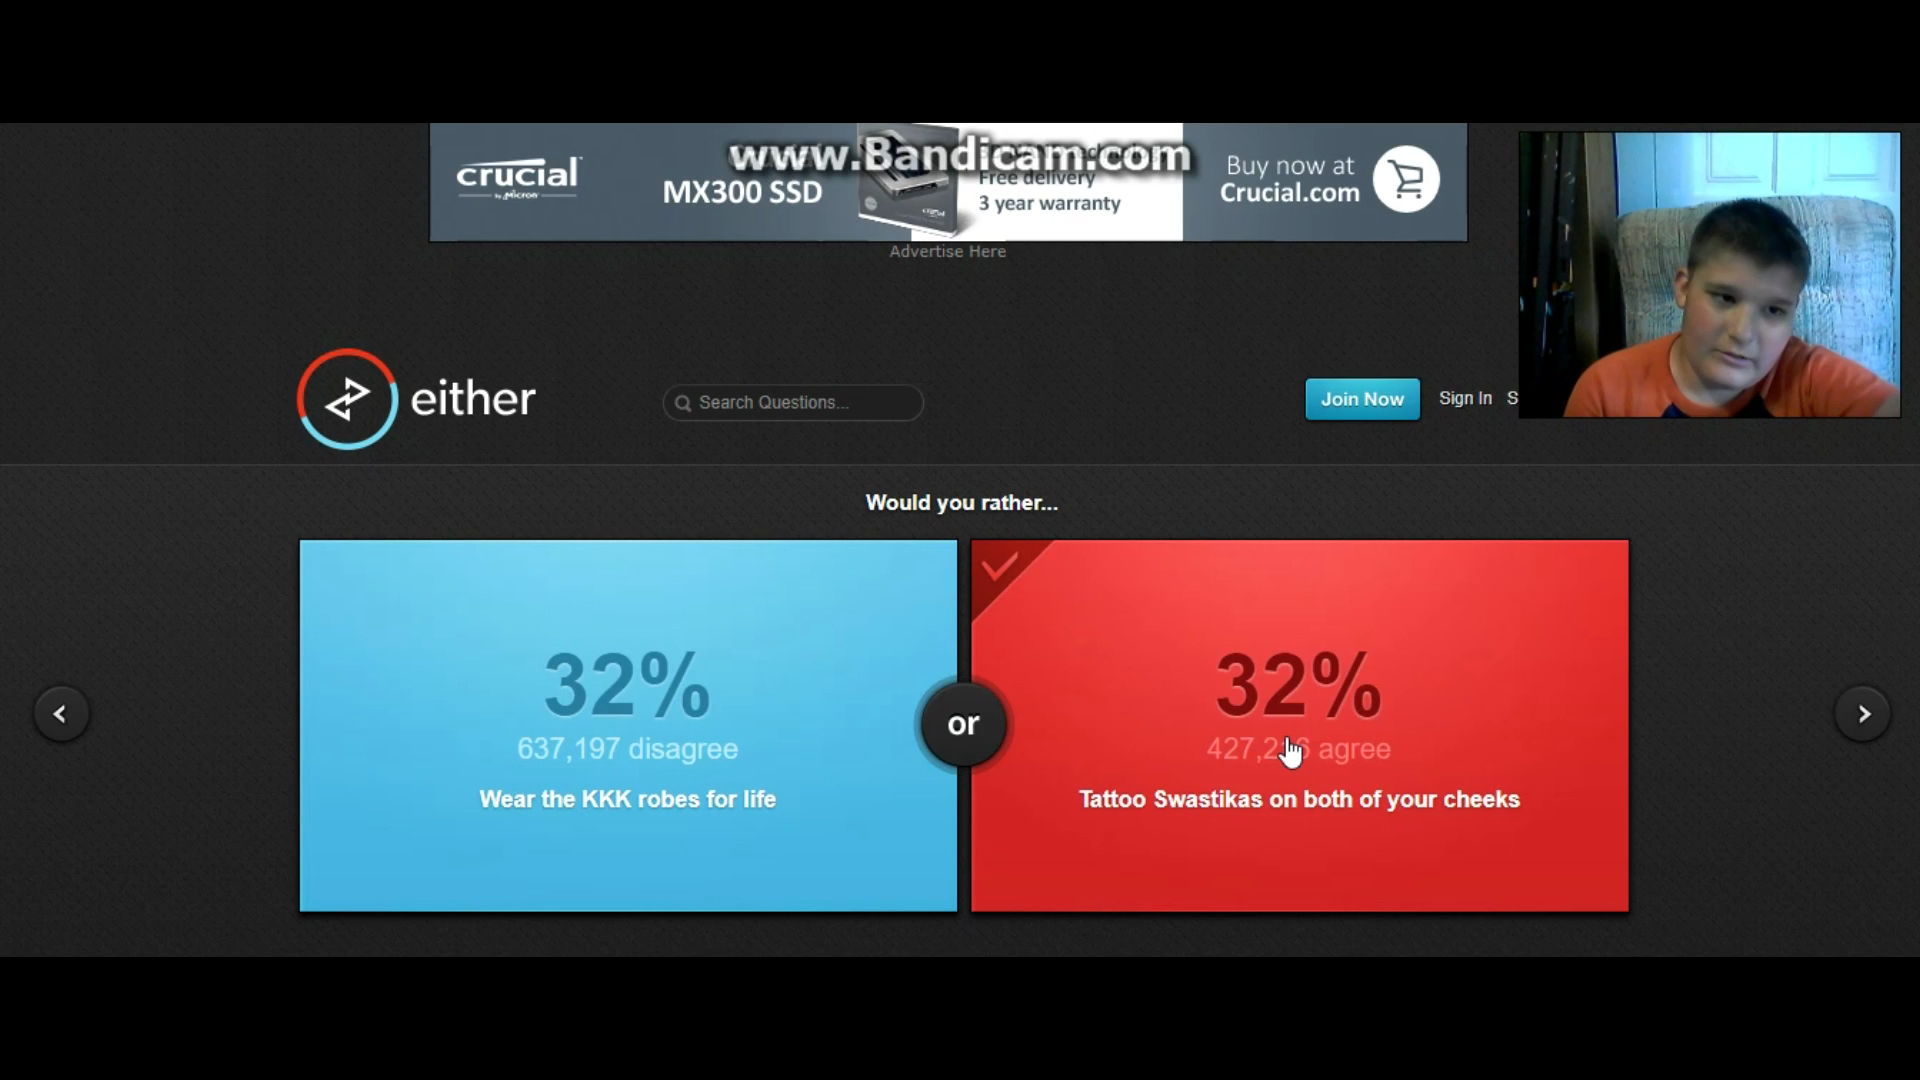 www.Bandicam.com
crucial
by Micron
MX300 SSD
Free delivery
3 year warranty
Buy now at
Crucial.com
Advertise Here
either
Search Questions...
Join Now Sign In S
Would you rather...
32%
637,197 disagree
Wear the KKK robes for life
or
32%
agree
Tattoo Swastikas on both of your cheeks